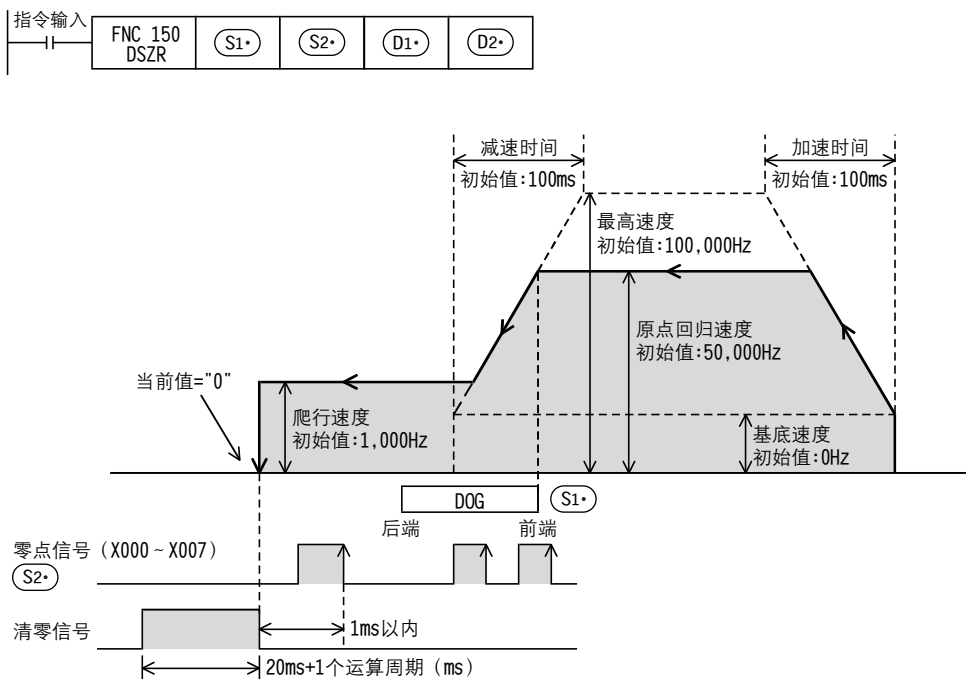 指令输入
FNC 150
DSZR
S1·
S2·
D1·
D2·
减速时间
初始值:100ms
加速时间
初始值:100ms
最高速度
初始值:100,000Hz
原点回归速度
初始值:50,000Hz
当前值="0"
爬行速度
初始值:1,000Hz
基底速度
初始值:0Hz
DOG
S1·
后端
前端
零点信号（X000～X007）
S2·
清零信号
1ms以内
20ms+1个运算周期（ms）